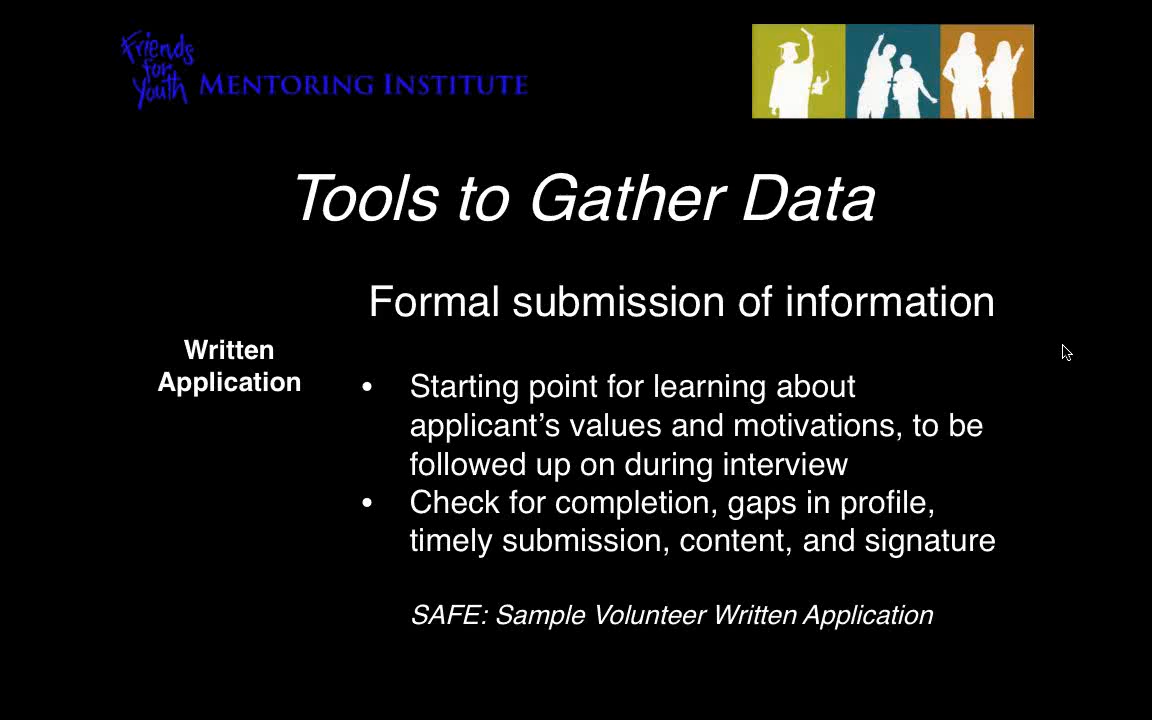 Friends
for
Youth
MENTORING INSTITUTE
Tools to Gather Data
Formal submission of information
Written
Application
• Starting point for learning about
applicant’s values and motivations, to be
followed up on during interview
• Check for completion, gaps in profile,
timely submission, content, and signature
SAFE: Sample Volunteer Written Application